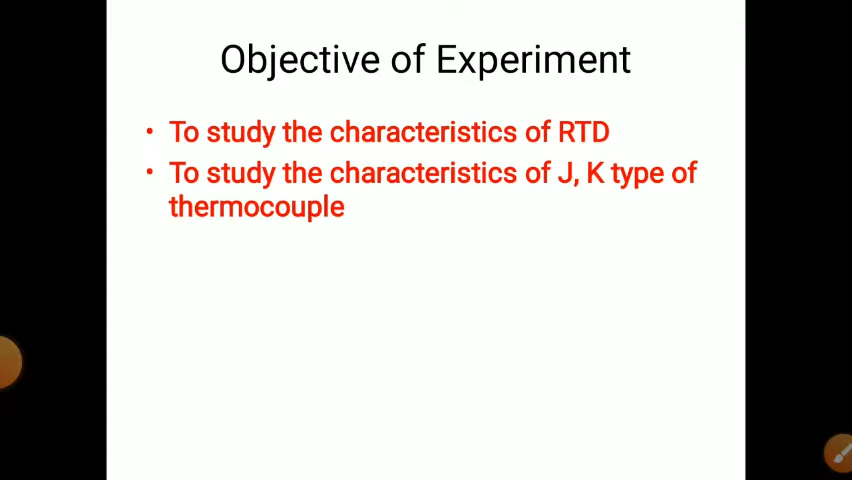 Objective of Experiment
• To study the characteristics of RTD
• To study the characteristics of J, K type of
thermocouple